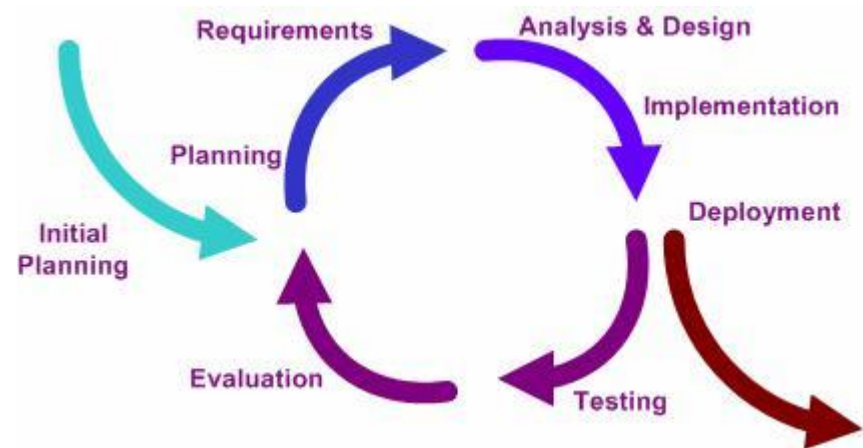 Requirements
Analysis & Design
Implementation
Planning
Deployment
Initial
Planning
Evaluation
Testing